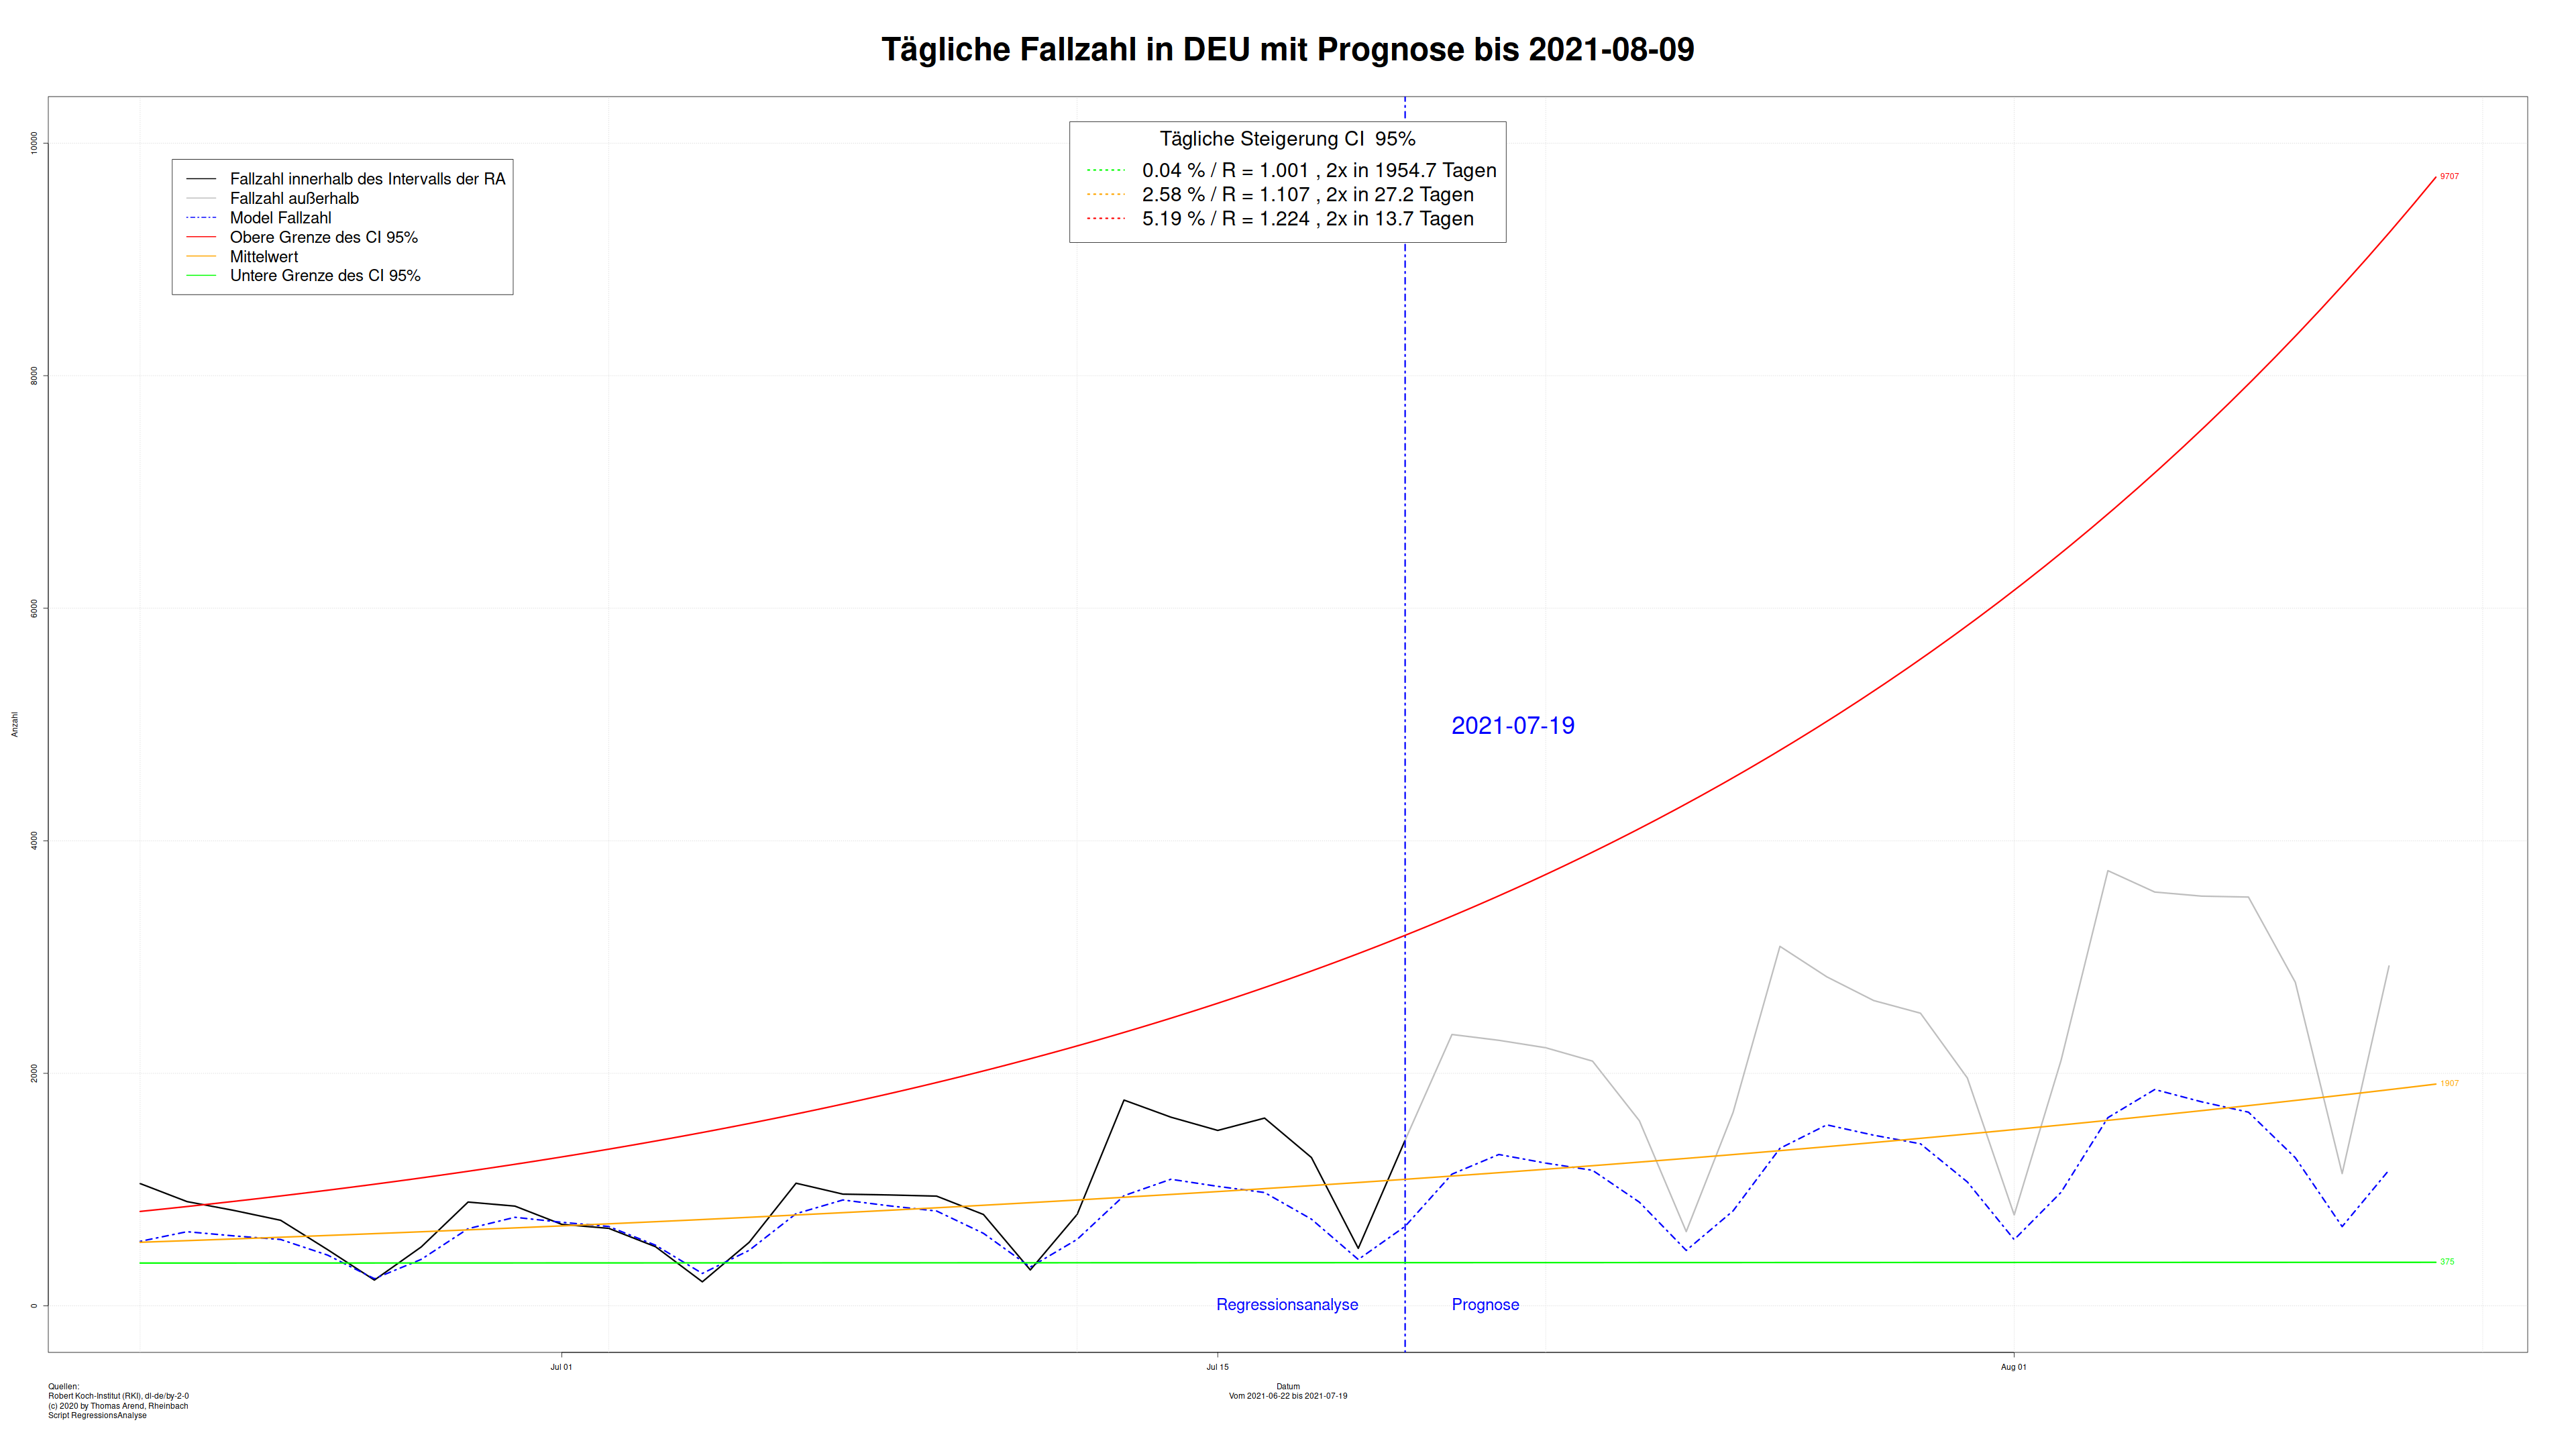 Tägliche Fallzahl in DEU mit Prognose bis 2021-08-09
Tägliche Steigerung CI  95%
0.04 % / R = 1.001 , 2x in 1954.7 Tagen
2.58 % / R = 1.107 , 2x in 27.2 Tagen
5.19 % / R = 1.224 , 2x in 13.7 Tagen
Fallzahl innerhalb des Intervalls der RA
Fallzahl außerhalb
Model Fallzahl
Obere Grenze des CI 95%
Mittelwert
Untere Grenze des CI 95%
10000
8000
6000
4000
2000
0
Anzahl
9707
1907
375
2021-07-19
Regressionsanalyse
Prognose
Jul 01
Jul 15
Aug 01
Datum
Vom 2021-06-22 bis 2021-07-19
Quellen:
Robert Koch-Institut (RKI), dl-de/by-2-0
(c) 2020 by Thomas Arend, Rheinbach
Script RegressionsAnalyse